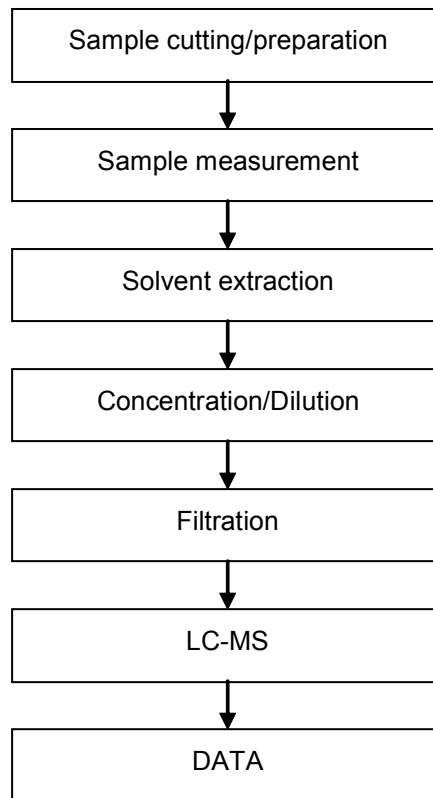 Sample cutting/preparation
Sample measurement
Solvent extraction
Concentration/Dilution
Filtration
LC-MS
DATA